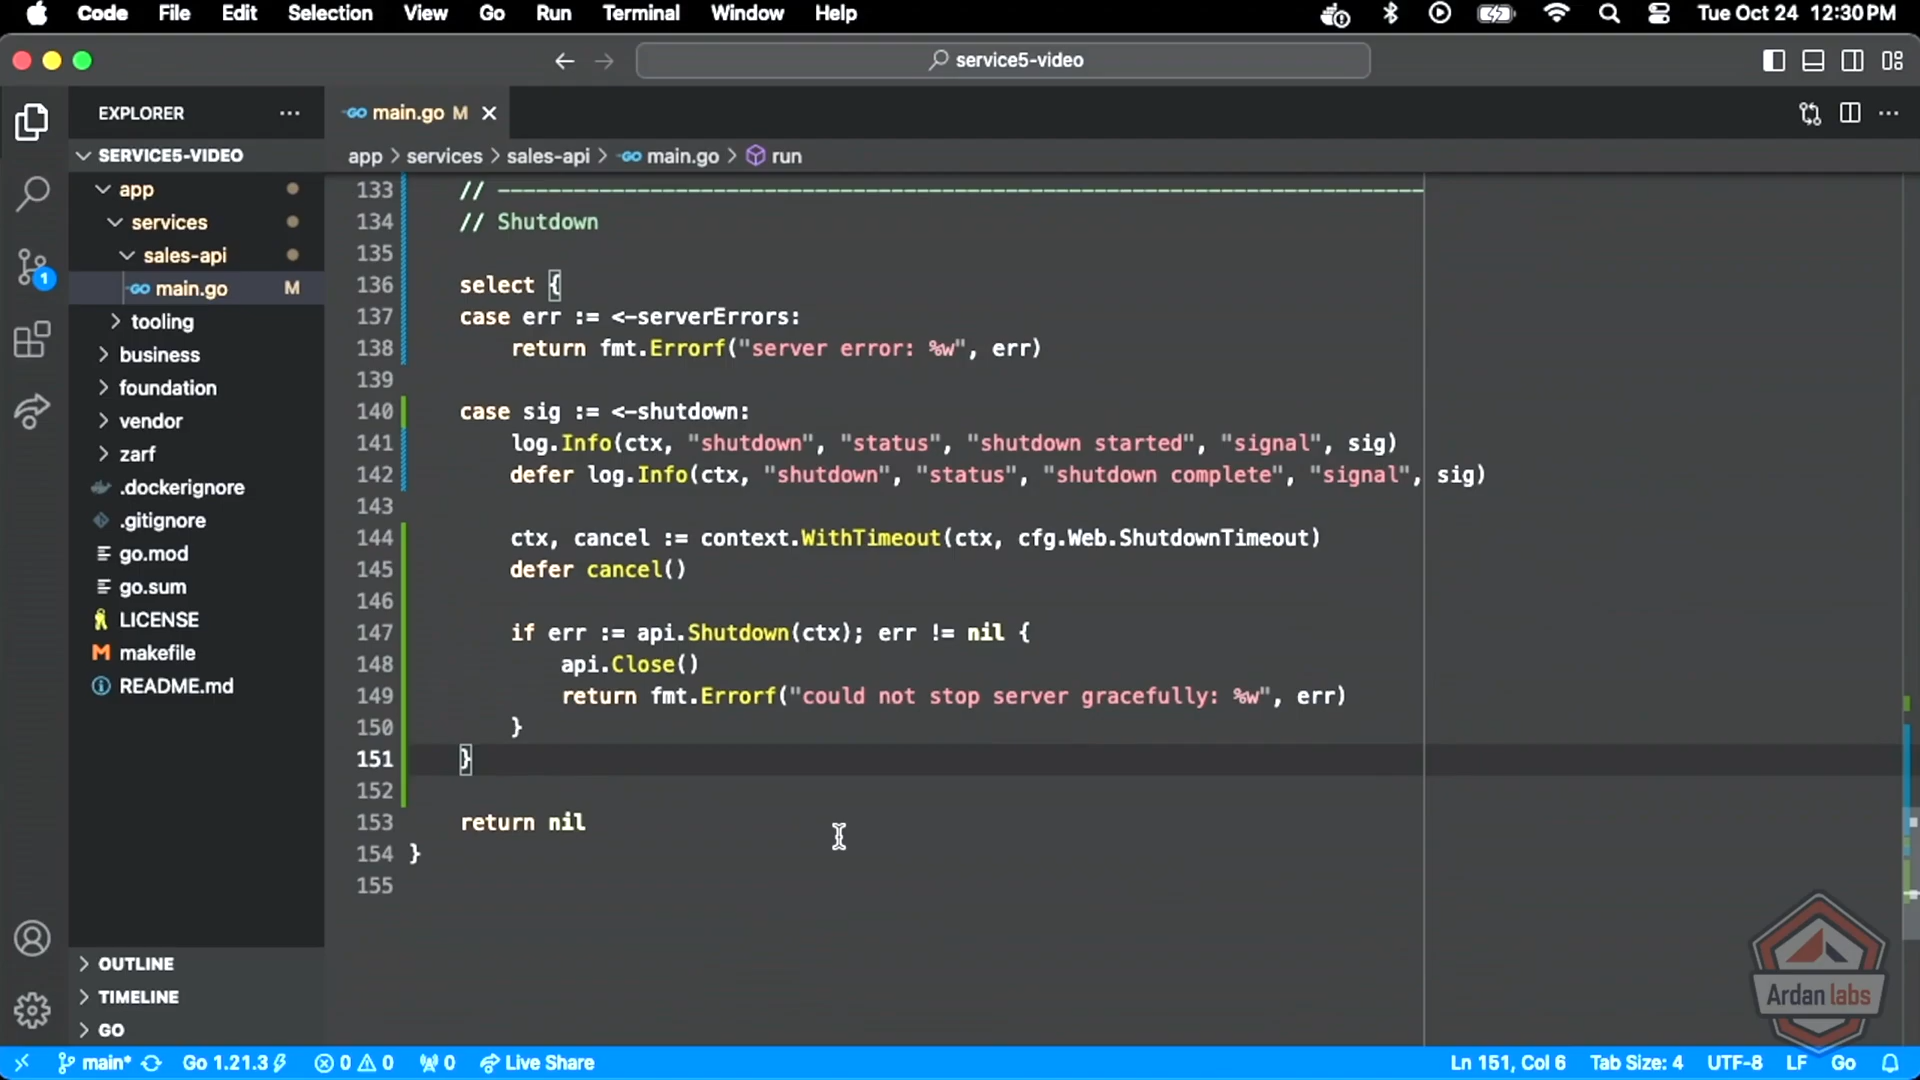 Code File Edit Selection View Go Run Terminal Window Help Tue Oct 24 12:30 PM
service5-video
EXPLORER
main.go M
SERVICE5-VIDEO
app > services > sales-api > main.go > run
app
services
sales-api
main.go M
tooling
business
foundation
vendor
zarf
.dockerignore
.gitignore
go.mod
go.sum
LICENSE
makefile
README.md
OUTLINE
TIMELINE
GO
1
133 // --------------------------------------------------------------------------
134 // Shutdown
135
136 select {
137 case err := <-serverErrors:
138 return fmt.Errorf("server error: %w", err)
139
140 case sig := <-shutdown:
141 log.Info(ctx, "shutdown", "status", "shutdown started", "signal", sig)
142 defer log.Info(ctx, "shutdown", "status", "shutdown complete", "signal", sig)
143
144 ctx, cancel := context.WithTimeout(ctx, cfg.Web.ShutdownTimeout)
145 defer cancel()
146
147 if err := api.Shutdown(ctx); err != nil {
148 api.Close()
149 return fmt.Errorf("could not stop server gracefully: %w", err)
150 }
151 }
152
153 return nil
154 }
155
Ardan labs
main* Go 1.21.3 0 0 0 Live Share Ln 151, Col 6 Tab Size: 4 UTF-8 LF Go